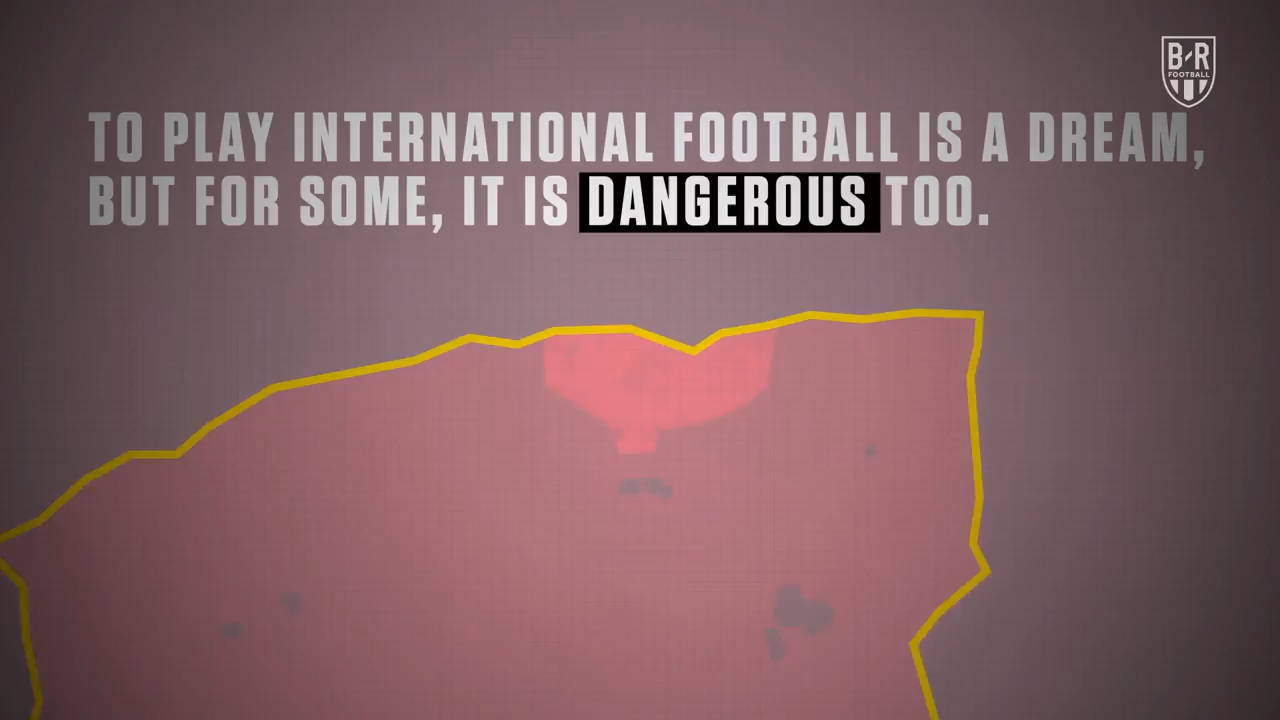 B/R
FOOTBALL
TO PLAY INTERNATIONAL FOOTBALL IS A DREAM,
BUT FOR SOME, IT IS DANGEROUS TOO.